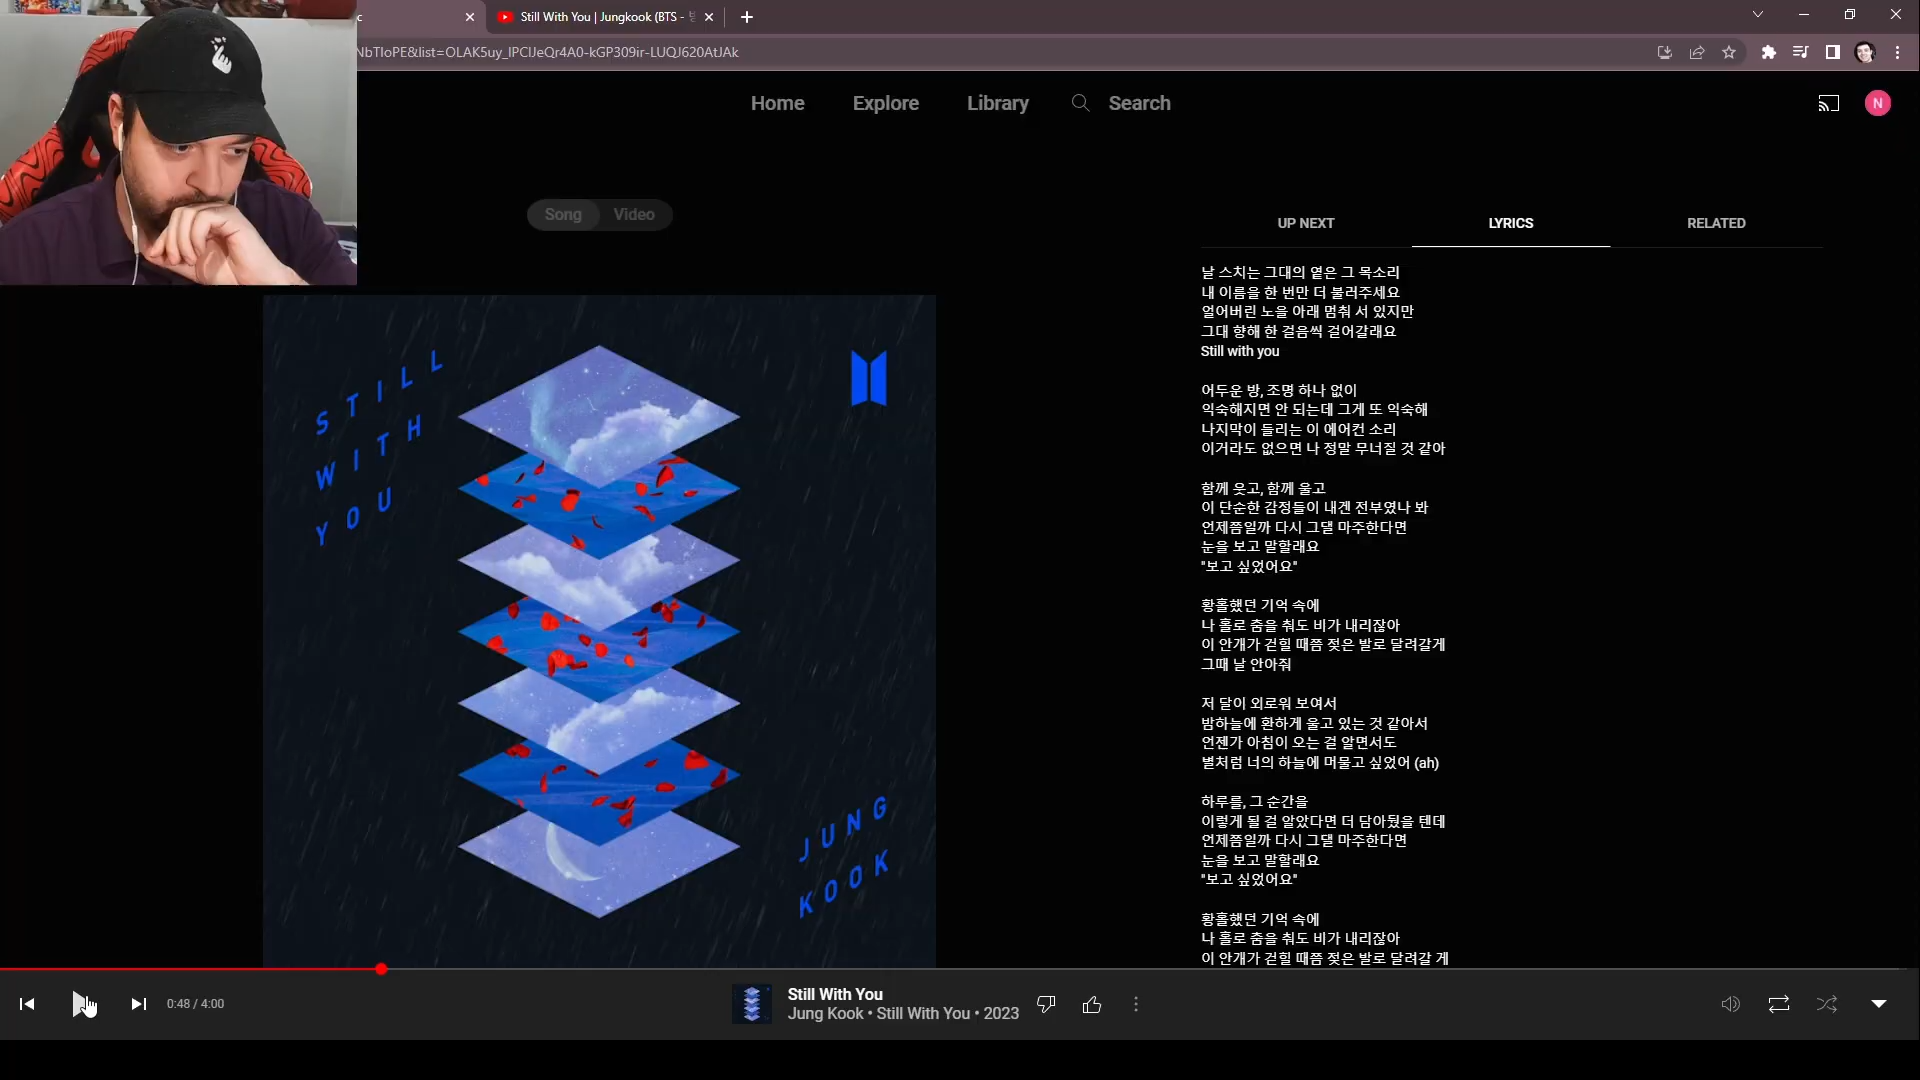 c
Still With You | Jungkook (BTS -
NbTIoPE&list=OLAK5uy_lPClJeQr4A0-kGP309ir-LUQJ620AtJAk
Home
Explore
Library
Search
N
Song
Video
UP NEXT
LYRICS
RELATED
날 스치는 그대의 옅은 그 목소리
내 이름을 한 번만 더 불러주세요
얼어버린 노을 아래 멈춰 서 있지만
그대 향해 한 걸음씩 걸어갈래요
Still with you
어두운 방, 조명 하나 없이
익숙해지면 안 되는데 그게 또 익숙해
나지막이 들리는 이 에어컨 소리
이거라도 없으면 나 정말 무너질 것 같아
함께 웃고, 함께 울고
이 단순한 감정들이 내겐 전부였나 봐
언제쯤일까 다시 그댈 마주한다면
눈을 보고 말할래요
"보고 싶었어요"
황홀했던 기억 속에
나 홀로 춤을 춰도 비가 내리잖아
이 안개가 걷힐 때쯤 젖은 발로 달려갈게
그때 날 안아줘
저 달이 외로워 보여서
밤하늘에 환하게 울고 있는 것 같아서
언젠가 아침이 오는 걸 알면서도
별처럼 너의 하늘에 머물고 싶었어 (ah)
하루를, 그 순간을
이렇게 될 걸 알았다면 더 담아뒀을 텐데
언제쯤일까 다시 그댈 마주한다면
눈을 보고 말할래요
"보고 싶었어요"
황홀했던 기억 속에
나 홀로 춤을 춰도 비가 내리잖아
이 안개가 걷힐 때쯤 젖은 발로 달려갈 게
STILL
WITH
YOU
JUNG
KOOK
0:48 / 4:00
Still With You
Jung Kook • Still With You • 2023